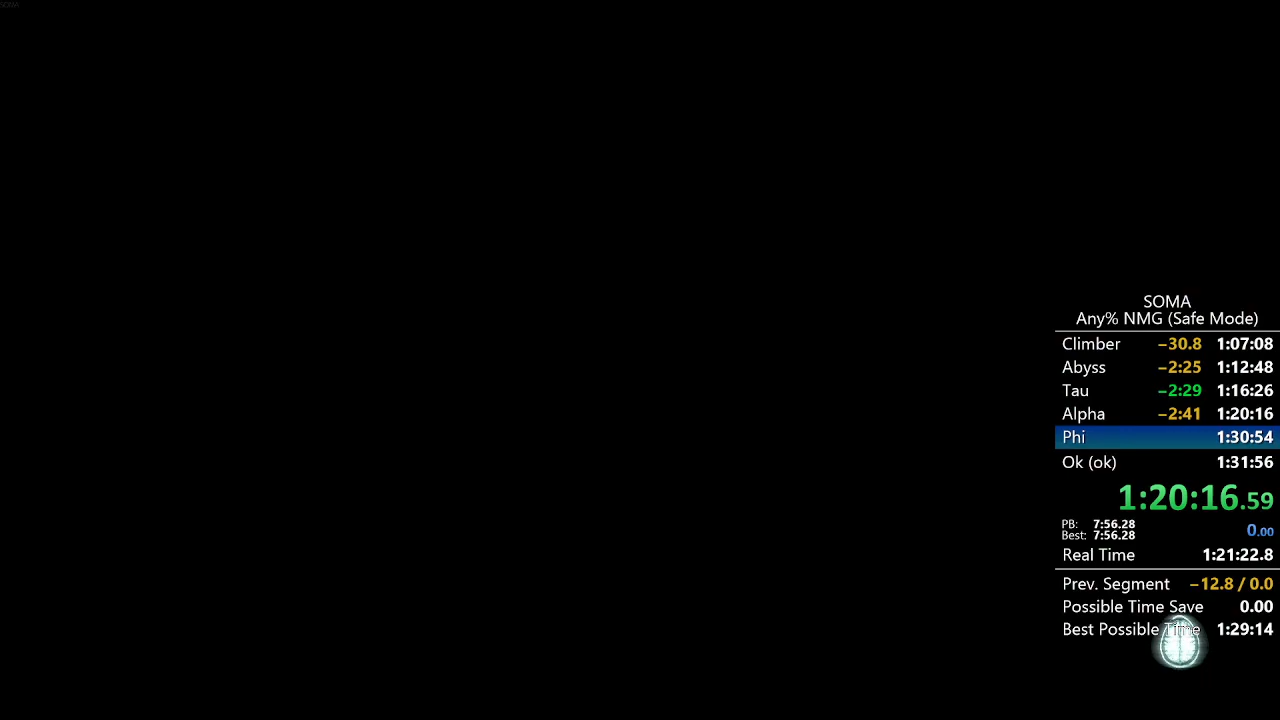 SOMA
SOMA
Any% NMG (Safe Mode)
Climber −30.8 1:07:08
Abyss −2:25 1:12:48
Tau −2:29 1:16:26
Alpha −2:41 1:20:16
Phi 1:30:54
Ok (ok) 1:31:56
1:20:16.59
PB: 7:56.28 0.00
Best: 7:56.28
Real Time 1:21:22.8
Prev. Segment −12.8 / 0.0
Possible Time Save 0.00
Best Possible Time 1:29:14